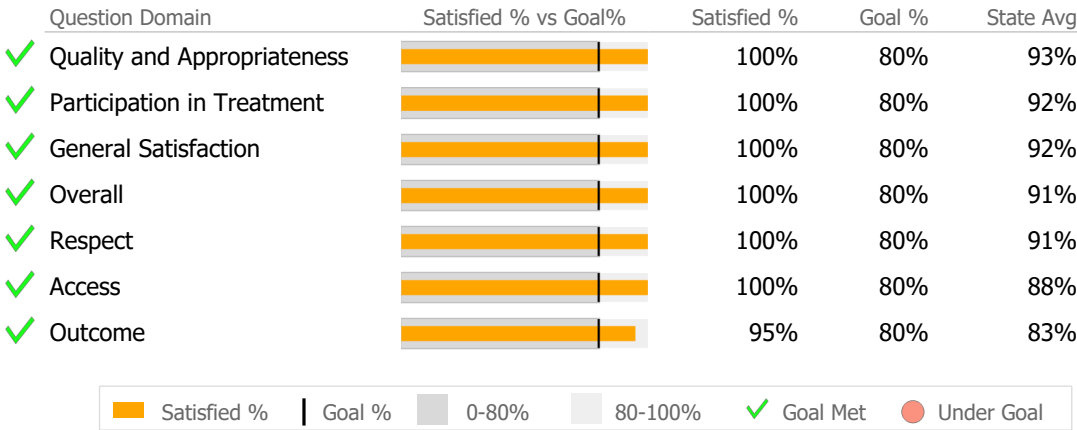 Question Domain Satisfied % vs Goal% Satisfied % Goal % State Avg
Quality and Appropriateness 100% 80% 93%
Participation in Treatment 100% 80% 92%
General Satisfaction 100% 80% 92%
Overall 100% 80% 91%
Respect 100% 80% 91%
Access 100% 80% 88%
Outcome 95% 80% 83%
Satisfied % Goal % 0-80% 80-100% Goal Met Under Goal